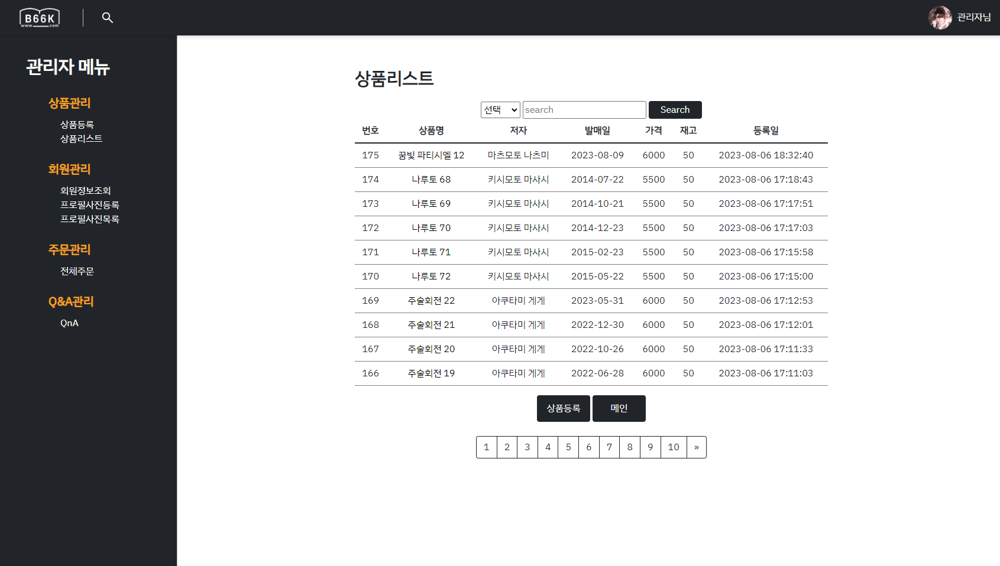 B66K
www. .com
관리자님
관리자 메뉴
상품관리
상품등록
상품리스트
회원관리
회원정보조회
프로필사진등록
프로필사진목록
주문관리
전체주문
Q&A관리
QnA
상품리스트
선택 search Search
번호 상품명 저자 발매일 가격 재고 등록일
175 꿈빛 파티시엘 12 마츠모토 나츠미 2023-08-09 6000 50 2023-08-06 18:32:40
174 나루토 68 키시모토 마사시 2014-07-22 5500 50 2023-08-06 17:18:43
173 나루토 69 키시모토 마사시 2014-10-21 5500 50 2023-08-06 17:17:51
172 나루토 70 키시모토 마사시 2014-12-23 5500 50 2023-08-06 17:17:03
171 나루토 71 키시모토 마사시 2015-02-23 5500 50 2023-08-06 17:15:58
170 나루토 72 키시모토 마사시 2015-05-22 5500 50 2023-08-06 17:15:00
169 주술회전 22 아쿠타미 게게 2023-05-31 6000 50 2023-08-06 17:12:53
168 주술회전 21 아쿠타미 게게 2022-12-30 6000 50 2023-08-06 17:12:01
167 주술회전 20 아쿠타미 게게 2022-10-26 6000 50 2023-08-06 17:11:33
166 주술회전 19 아쿠타미 게게 2022-06-28 6000 50 2023-08-06 17:11:03
상품등록 메인
1 2 3 4 5 6 7 8 9 10 »